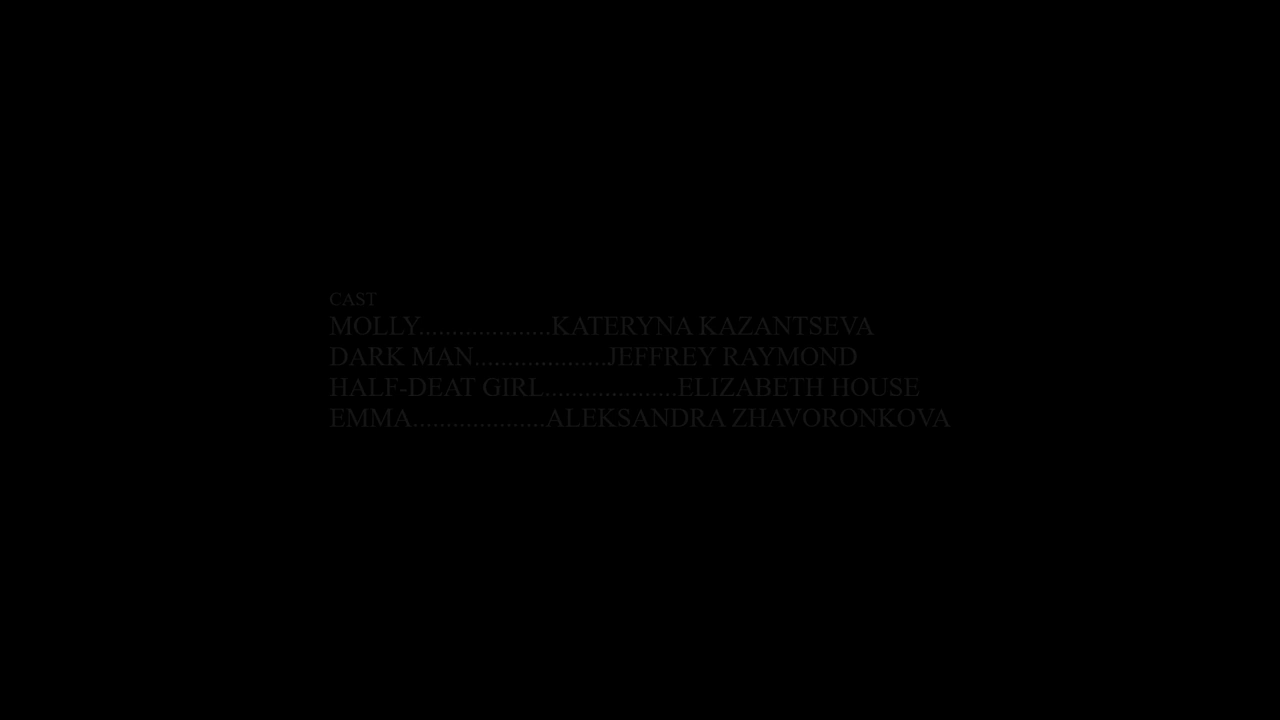 CAST
MOLLY....................KATERYNA KAZANTSEVA
DARK MAN....................JEFFREY RAYMOND
HALF-DEAT GIRL....................ELIZABETH HOUSE
EMMA....................ALEKSANDRA ZHAVORONKOVA